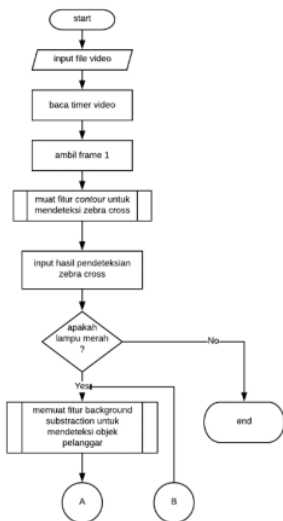 start
input file video
baca timer video
ambil frame 1
muat fitur contour untuk
mendeteksi zebra cross
input hasil pendeteksian
zebra cross
apakah
lampu merah
?
No
Yes
memuat fitur background
substraction untuk
mendeteksi objek
pelanggar
end
A
B